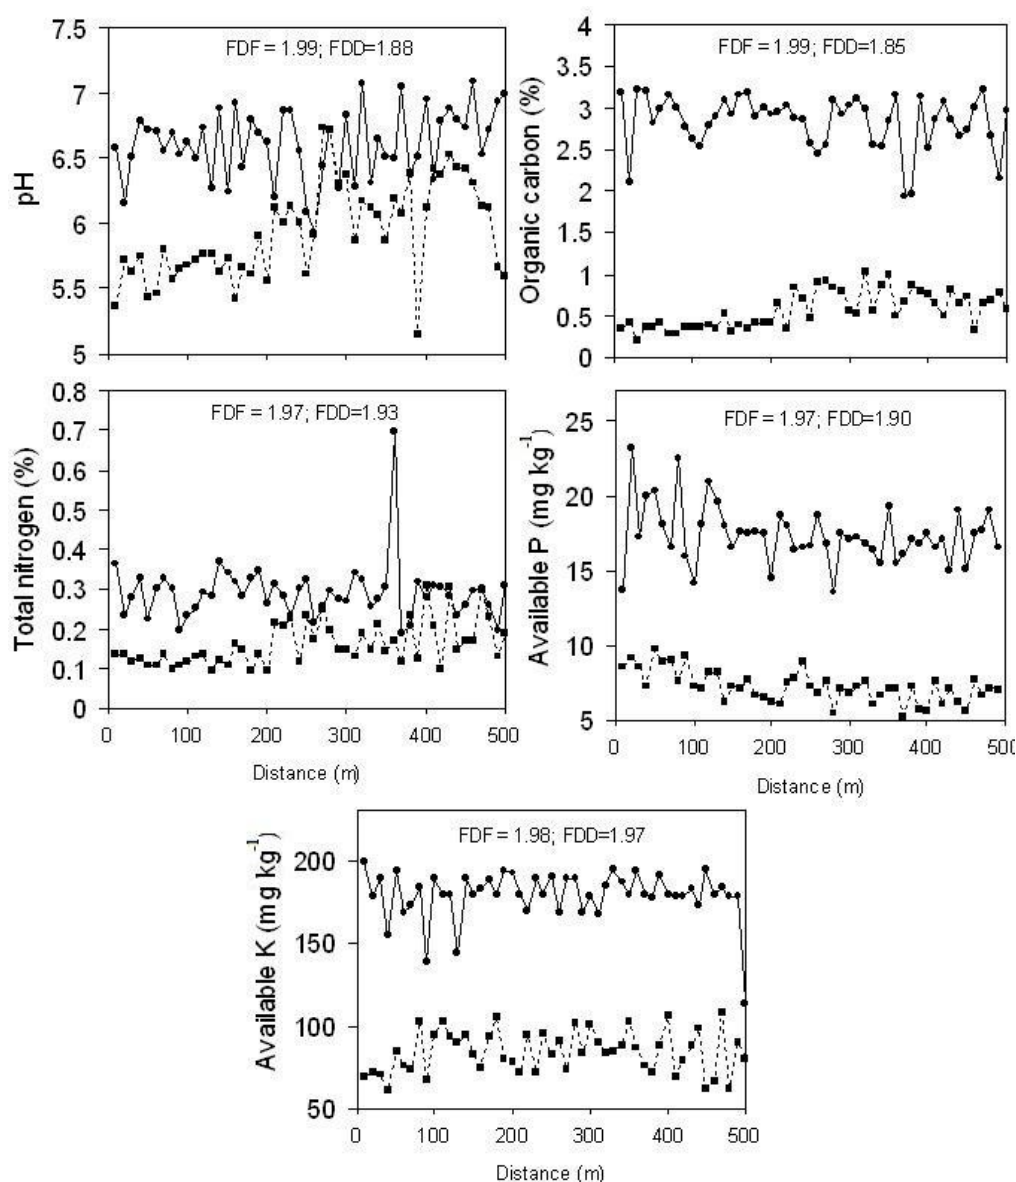 FDF = 1.99; FDD=1.88
pH
7.5
7
6.5
6
5.5
5
FDF = 1.99; FDD=1.85
Organic carbon (%)
4
3.5
3
2.5
2
1.5
1
0.5
0
FDF = 1.97; FDD=1.93
Total nitrogen (%)
0.8
0.7
0.6
0.5
0.4
0.3
0.2
0.1
0
0 100 200 300 400 500
Distance (m)
FDF = 1.97; FDD=1.90
Available P (mg kg⁻¹)
25
20
15
10
5
0 100 200 300 400 500
Distance (m)
FDF = 1.98; FDD=1.97
Available K (mg kg⁻¹)
200
150
100
50
0 100 200 300 400 500
Distance (m)